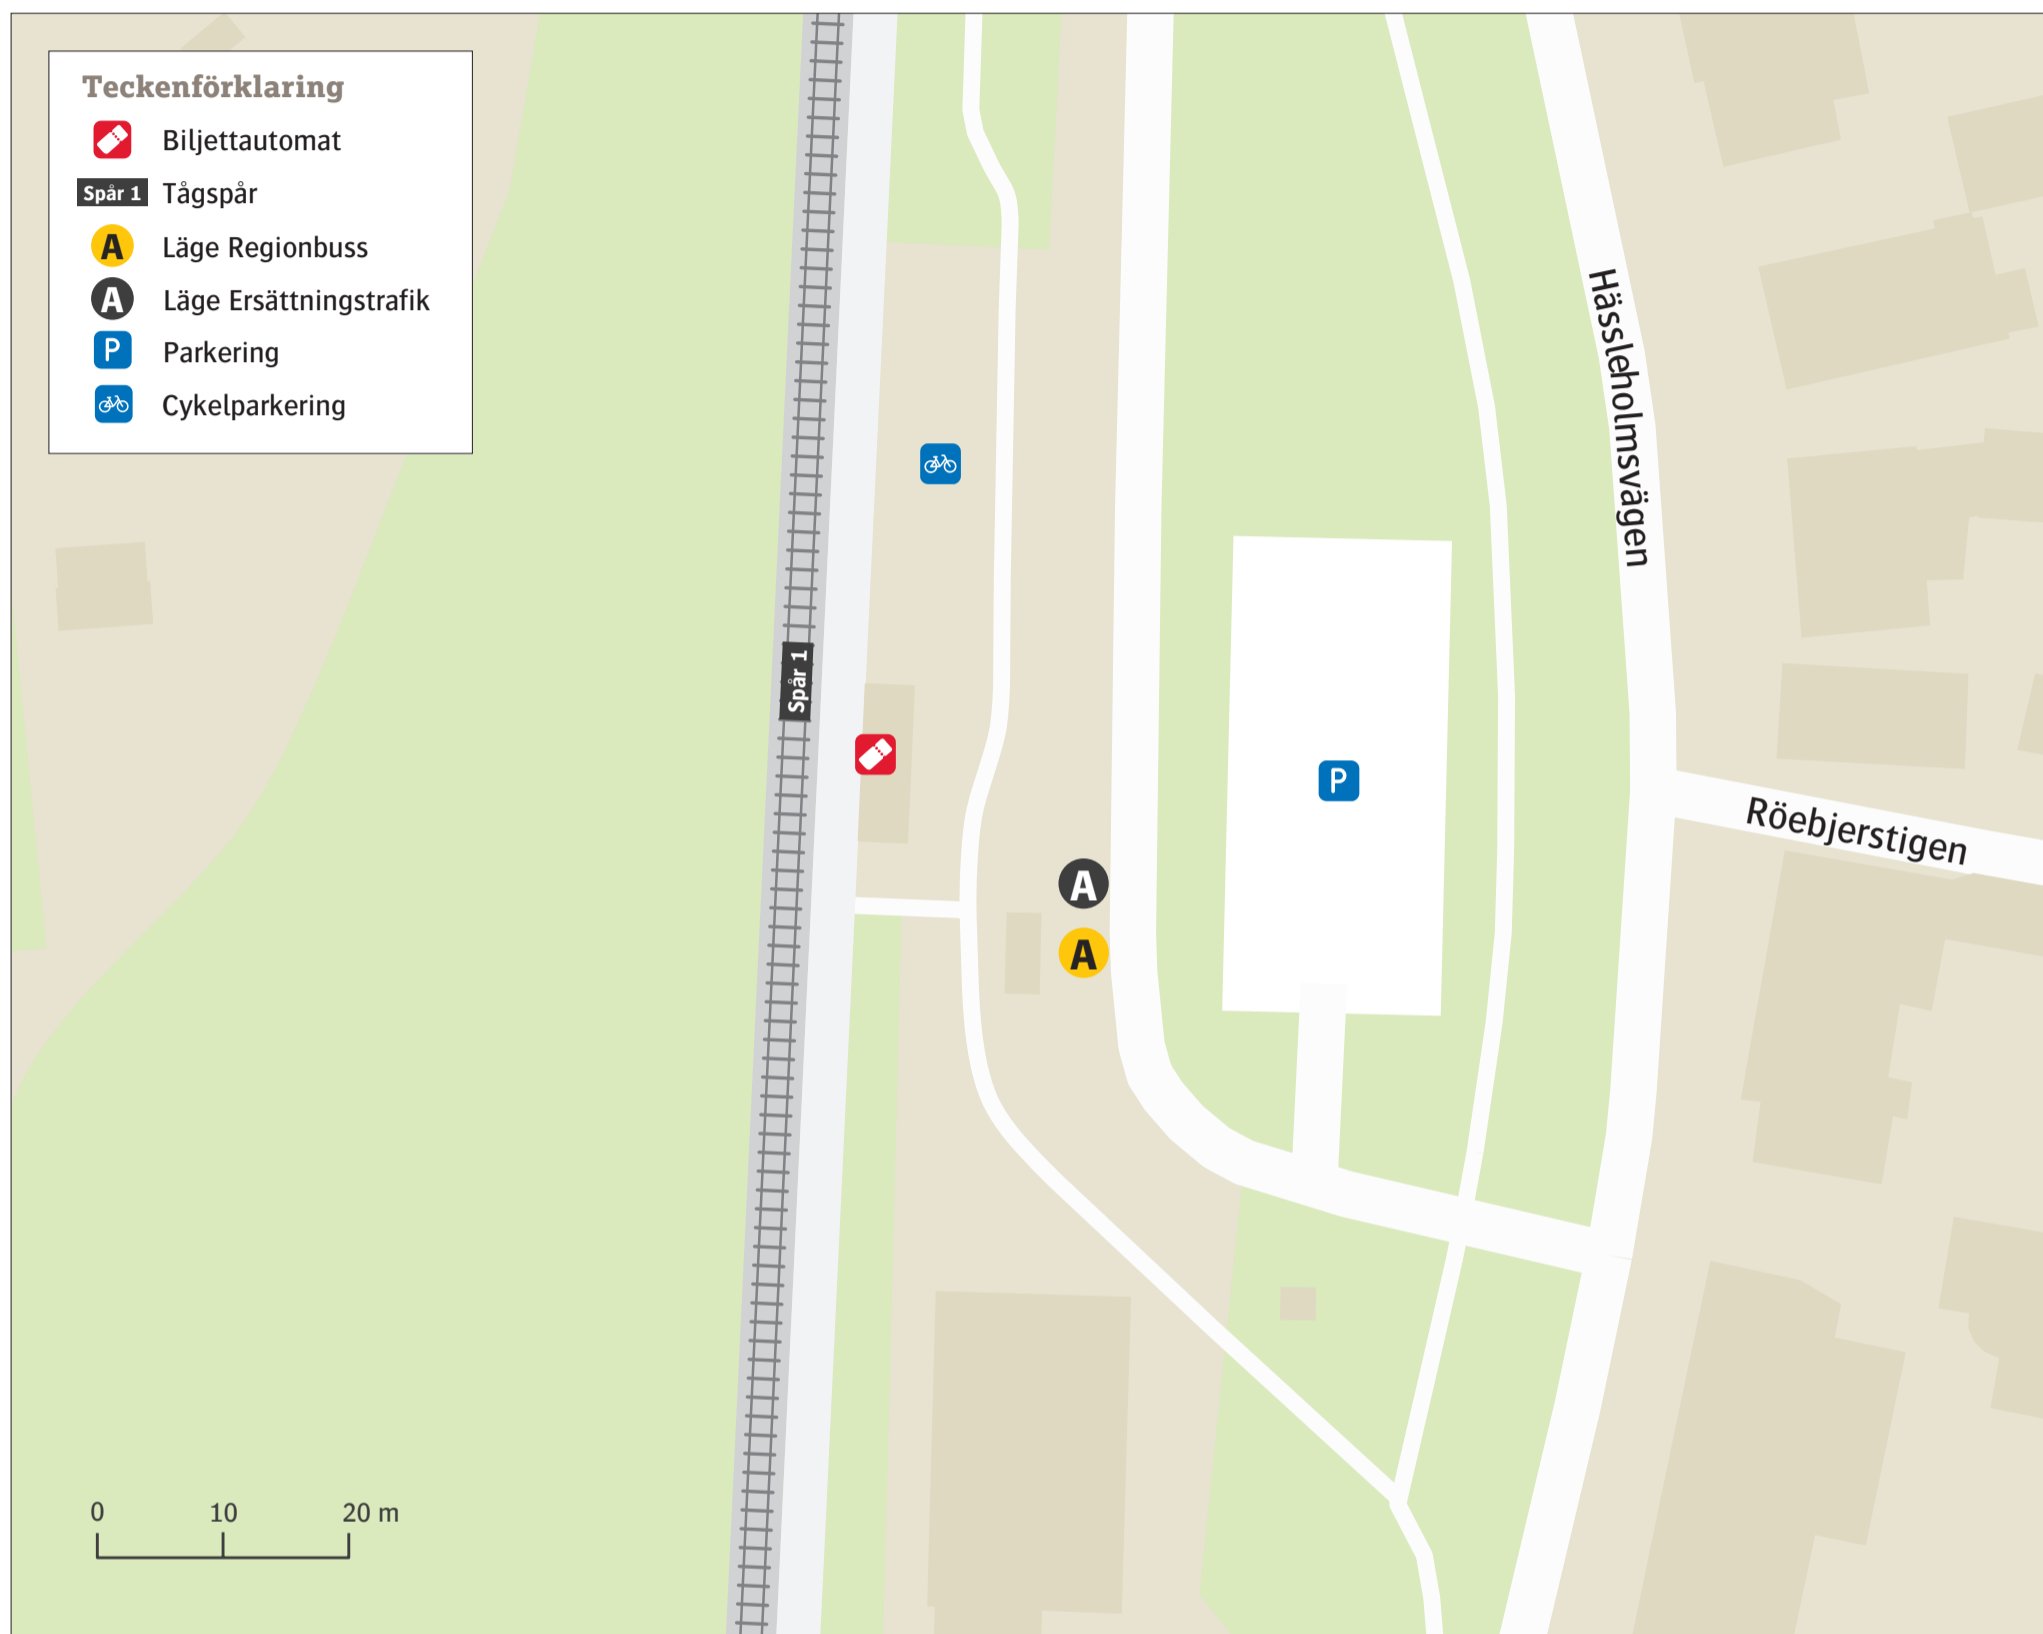 Teckenförklaring
Biljettautomat
Spår 1 Tågspår
A Läge Regionbuss
A Läge Ersättningstrafik
P Parkering
Cykelparkering
Hässleholmsvägen
Spår 1
P
Röebjerstigen
A
A
0 10 20 m